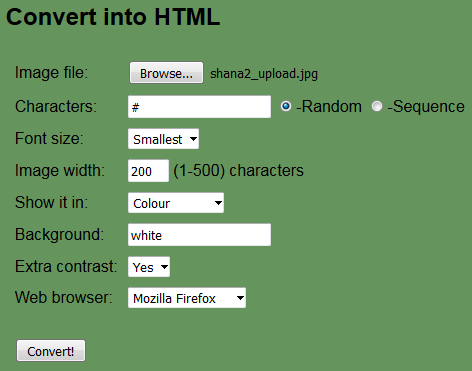 Convert into HTML
Image file: Browse... shana2_upload.jpg
Characters: # -Random -Sequence
Font size: Smallest
Image width: 200 (1-500) characters
Show it in: Colour
Background: white
Extra contrast: Yes
Web browser: Mozilla Firefox
Convert!